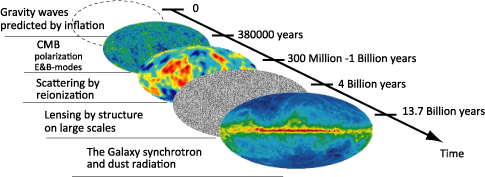 Gravity waves
predicted by inflation
0
380000 years
CMB
polarization
E&B-modes
300 Million -1 Billion years
Scattering by
reionization
4 Billion years
Lensing by structure
on large scales
13.7 Billion years
The Galaxy synchrotron
and dust radiation
Time